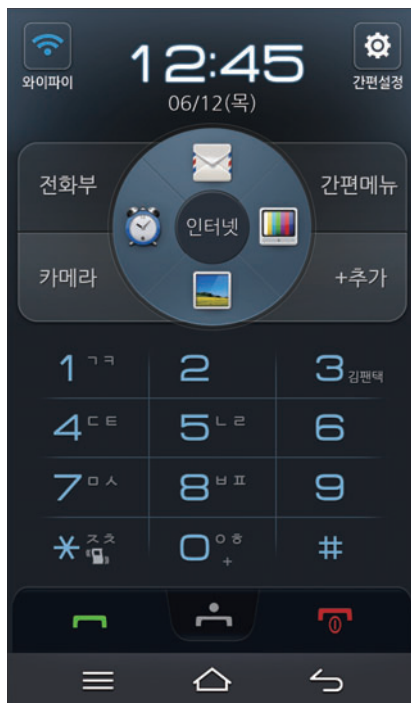 12:45
와이파이
간편설정
06/12(목)
전화부
간편메뉴
인터넷
카메라
+추가
1 ㄱㅋ
2
3 김팬택
4 ㄷㅌ
5 ㄴㄹ
6
7 ㅁㅅ
8 ㅂㅍ
9
* ㅈㅊ
0 ㅇㅎ +
#